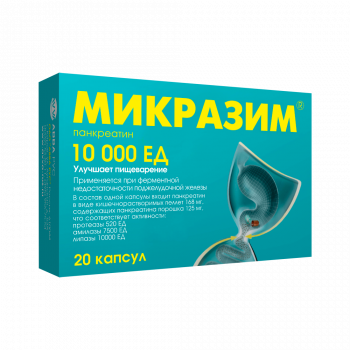 МИКРАЗИМ®
панкреатин
10 000 ЕД
Улучшает пищеварение
Применяется при ферментной
недостаточности поджелудочной железы
В состав одной капсулы входит панкреатин
в виде кишечнорастворимых пеллет 168 мг,
содержащих панкреатина порошка 125 мг,
что соответствует активности:
протеазы 520 ЕД
амилазы 7500 ЕД
липазы 10000 ЕД
20 капсул